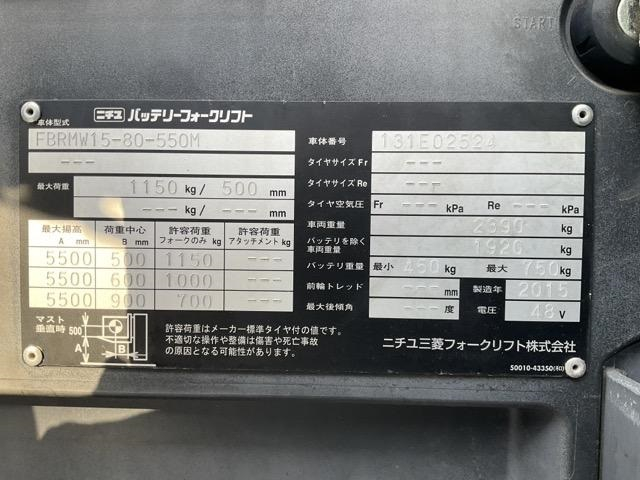 START
ニチユ バッテリーフォークリフト
車体型式
FBRMW15-80-550M
---
最大荷重 1150 kg/ 500 mm
--- kg/ --- mm
最大揚高 A mm 荷重中心 B mm 許容荷重 フォークのみ kg 許容荷重 アタッチメント kg
5500 500 1150 ---
5500 600 1000 ---
5500 900 700 ---
マスト垂直時 500 A B
許容荷重はメーカー標準タイヤ付の値です。
不適切な操作や整備は傷害や死亡事故
の原因となる可能性があります。
車体番号 131E02524
タイヤサイズ Fr ---
タイヤサイズ Re ---
タイヤ空気圧 Fr --- kPa Re --- kPa
車両重量 2690 kg
バッテリを除く車両重量 1926 kg
バッテリ重量 最小 450 kg 最大 750 kg
前輪トレッド --- mm 製造年 2015
最大後傾角 --- 度 電圧 48 V
ニチユ三菱フォークリフト株式会社
50010-43350(和)